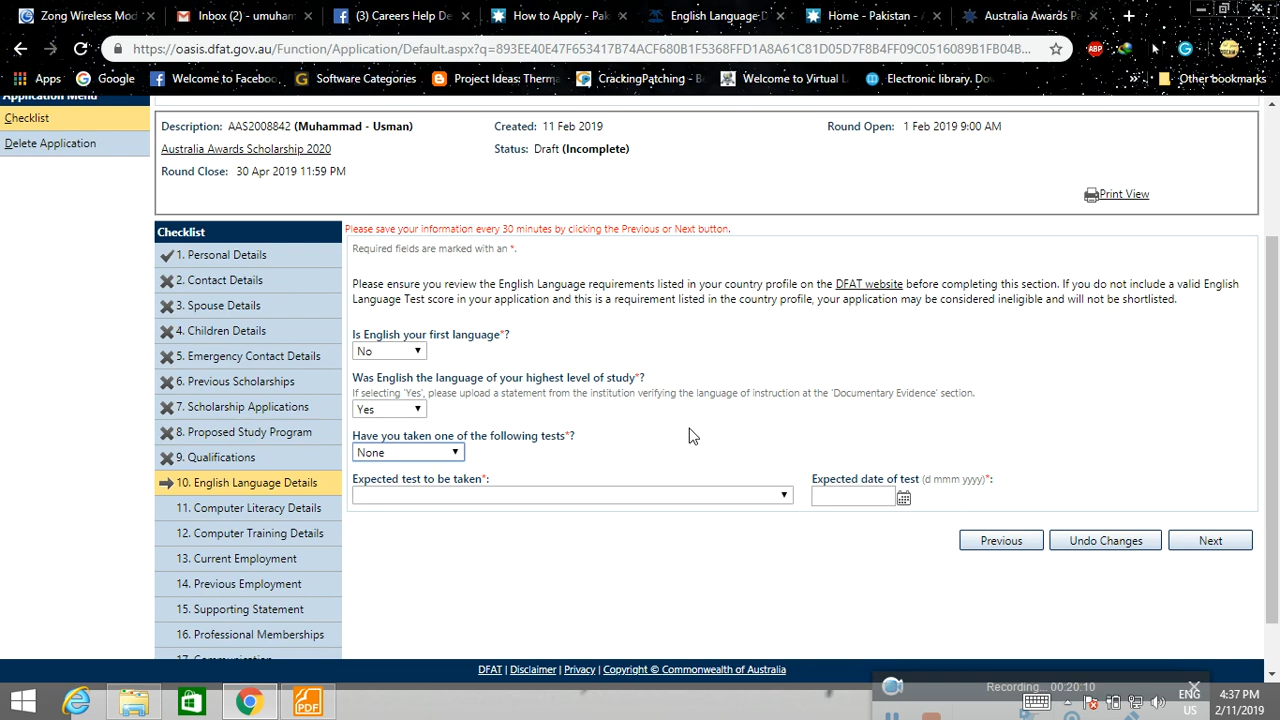 Zong Wireless Mod
Inbox (2) - umuham
(3) Careers Help De
How to Apply - Pak
English Language D
Home - Pakistan - A
Australia Awards P
https://oasis.dfat.gov.au/Function/Application/Default.aspx?q=893EE40E47F653417B74ACF680B1F5368FFD1A8A61C81D05D7F8B4FF09C0516089B1FB04B...
Apps
Google
Welcome to Faceboo
Software Categories
Project Ideas: Therma
CrackingPatching - B
Welcome to Virtual L
Electronic library. Do
Other bookmarks
Application Menu
Checklist
Delete Application
Description: AAS2008842 (Muhammad - Usman)
Created: 11 Feb 2019
Round Open: 1 Feb 2019 9:00 AM
Australia Awards Scholarship 2020
Status: Draft (Incomplete)
Round Close: 30 Apr 2019 11:59 PM
Print View
Checklist
1. Personal Details
2. Contact Details
3. Spouse Details
4. Children Details
5. Emergency Contact Details
6. Previous Scholarships
7. Scholarship Applications
8. Proposed Study Program
9. Qualifications
10. English Language Details
11. Computer Literacy Details
12. Computer Training Details
13. Current Employment
14. Previous Employment
15. Supporting Statement
16. Professional Memberships
17. Communication
Please save your information every 30 minutes by clicking the Previous or Next button.
Required fields are marked with an *.
Please ensure you review the English Language requirements listed in your country profile on the DFAT website before completing this section. If you do not include a valid English
Language Test score in your application and this is a requirement listed in the country profile, your application may be considered ineligible and will not be shortlisted.
Is English your first language*?
No
Was English the language of your highest level of study*?
If selecting 'Yes', please upload a statement from the institution verifying the language of instruction at the 'Documentary Evidence' section.
Yes
Have you taken one of the following tests*?
None
Expected test to be taken*:
Expected date of test (d mmm yyyy)*:
Previous
Undo Changes
Next
DFAT | Disclaimer | Privacy | Copyright © Commonwealth of Australia
Recording... 00:20:10
PDF
ENG
US
4:37 PM
2/11/2019